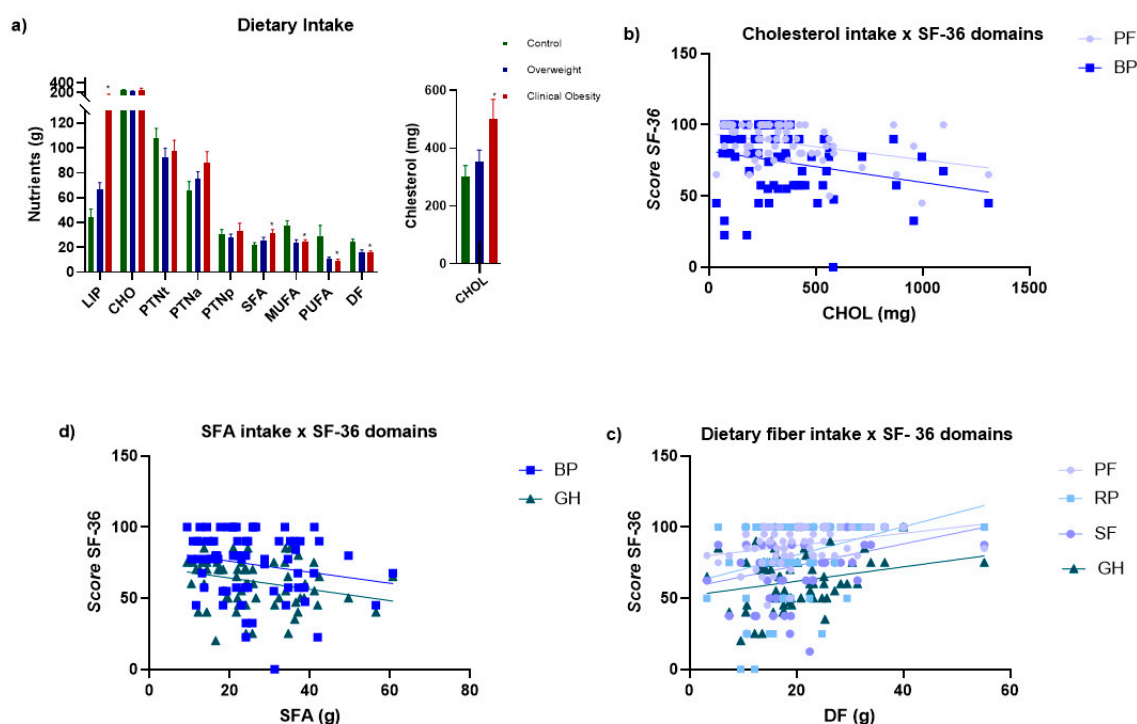 a)
Dietary Intake
Control
Overweight
Clinical Obesity
Nutrients (g)
400
200
100
120
100
80
60
40
20
0
*
*
*
*
*
LIP
CHO
PTNt
PTNa
PTNp
SFA
MUFA
PUFA
DF
Chlesterol (mg)
600
400
200
0
*
CHOL
b)
Cholesterol intake x SF-36 domains
PF
BP
Score SF-36
150
100
50
0
0
500
1000
1500
CHOL (mg)
d)
SFA intake x SF-36 domains
BP
GH
Score SF-36
150
100
50
0
0
20
40
60
80
SFA (g)
c)
Dietary fiber intake x SF- 36 domains
PF
RP
SF
GH
Score SF-36
150
100
50
0
0
20
40
60
DF (g)